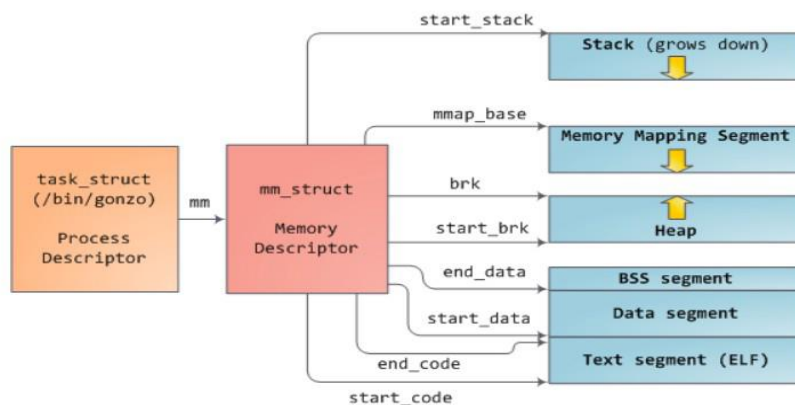 start_stack
Stack (grows down)
mmap_base
Memory Mapping Segment
task_struct
(/bin/gonzo)
Process
Descriptor
mm
mm_struct
Memory
Descriptor
brk
start_brk
Heap
end_data
BSS segment
start_data
Data segment
end_code
Text segment (ELF)
start_code